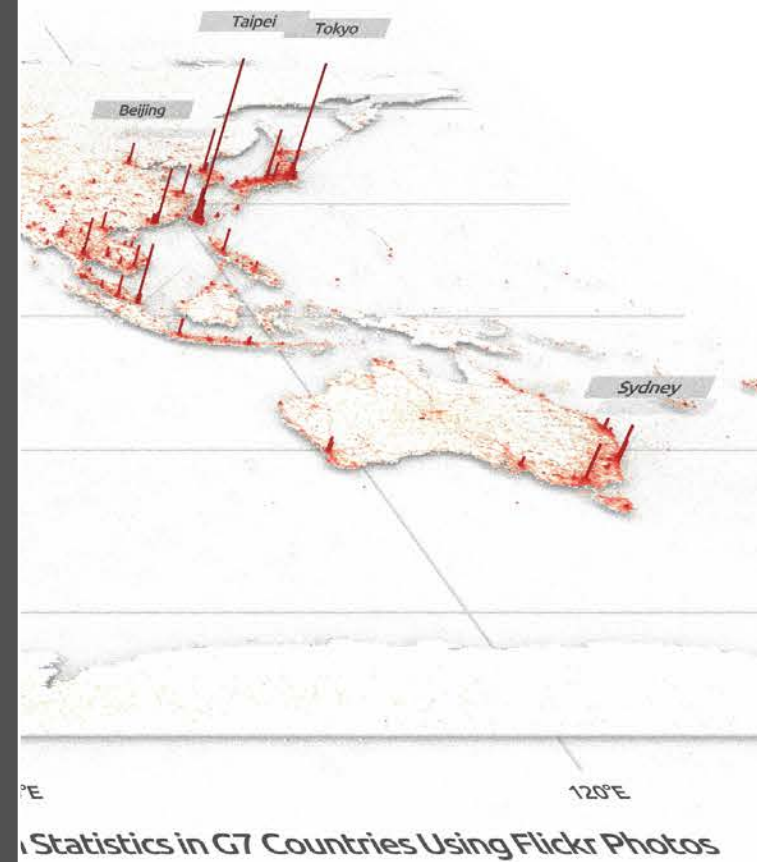 Taipei
Tokyo
Beijing
Sydney
°E
120°E
Statistics in G7 Countries Using Flickr Photos